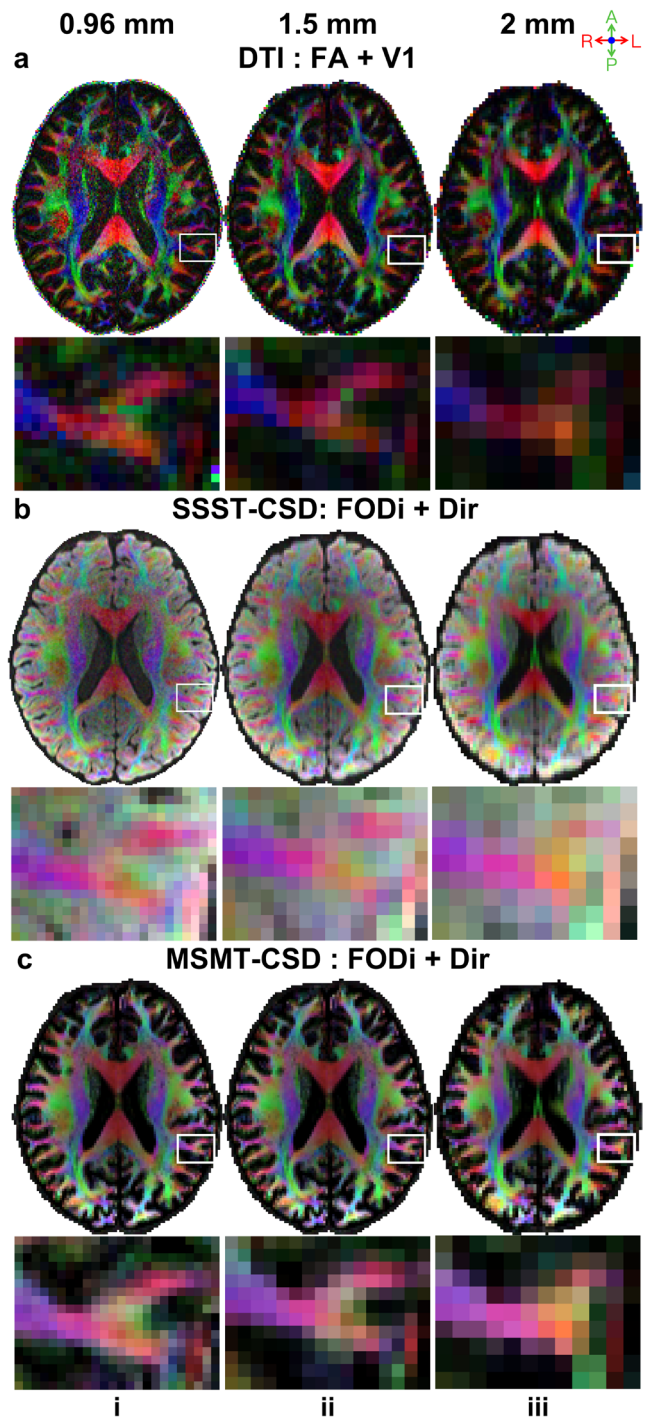 0.96 mm 1.5 mm 2 mm
A
R L
P
a DTI : FA + V1
b SSST-CSD: FODi + Dir
c MSMT-CSD : FODi + Dir
i ii iii